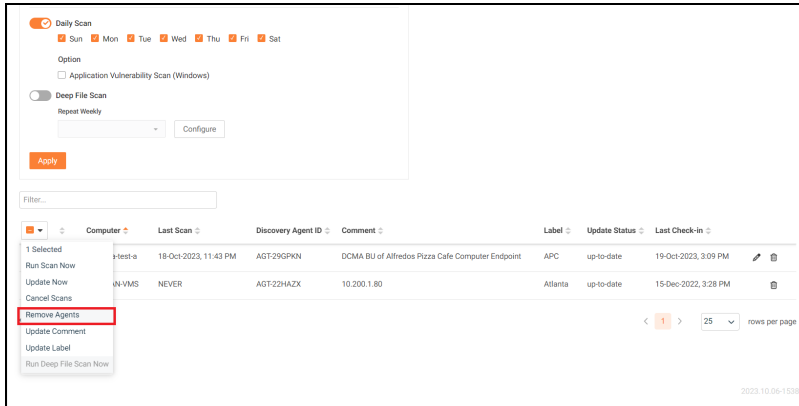 Daily Scan
Sun Mon Tue Wed Thu Fri Sat
Option
Application Vulnerability Scan (Windows)
Deep File Scan
Repeat Weekly
Configure
Apply
Filter...
Computer Last Scan Discovery Agent ID Comment Label Update Status Last Check-in
1 Selected
a-test-a 18-Oct-2023, 11:43 PM AGT-29GPKN DCMA BU of Alfredos Pizza Cafe Computer Endpoint APC up-to-date 19-Oct-2023, 3:09 PM
Run Scan Now
Update Now
AN-VMS NEVER AGT-22HAZX 10.200.1.80 Atlanta up-to-date 15-Dec-2022, 3:28 PM
Cancel Scans
Remove Agents
1 25 rows per page
Update Comment
Update Label
Run Deep File Scan Now
2023.10.06-1538